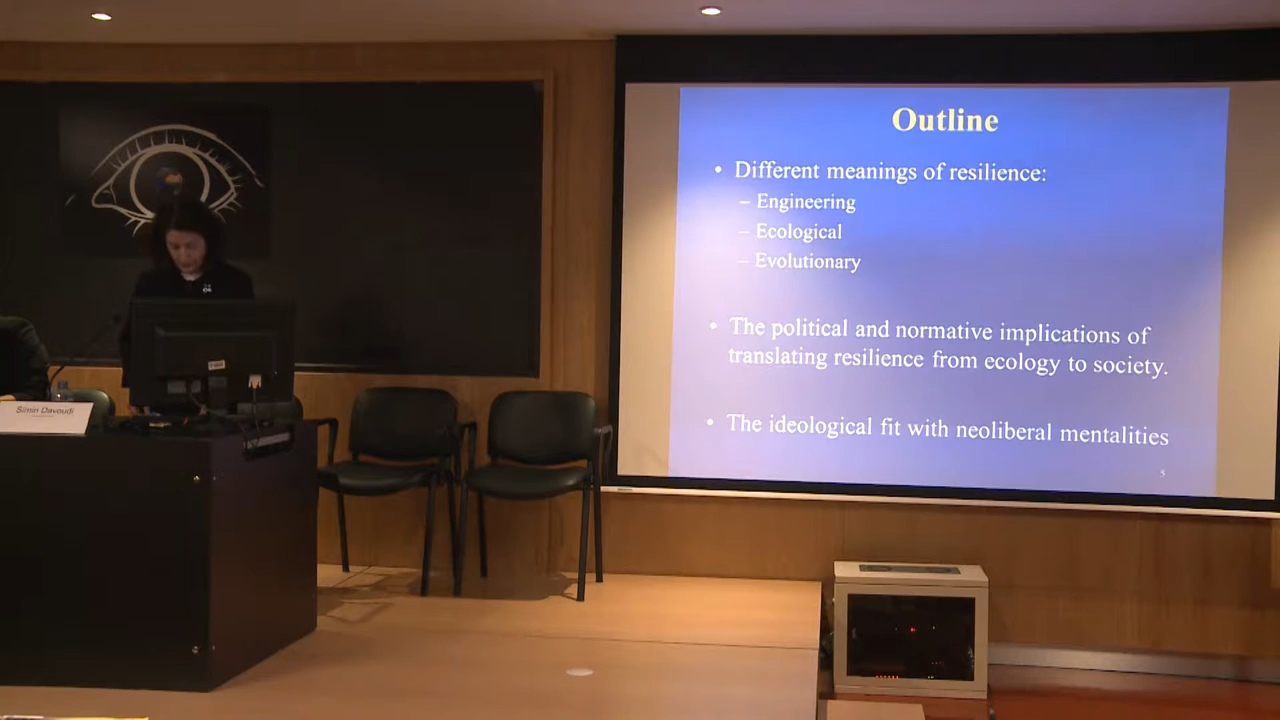 Outline
• Different meanings of resilience:
– Engineering
– Ecological
– Evolutionary
• The political and normative implications of
translating resilience from ecology to society.
• The ideological fit with neoliberal mentalities
5
Simin Davoudi